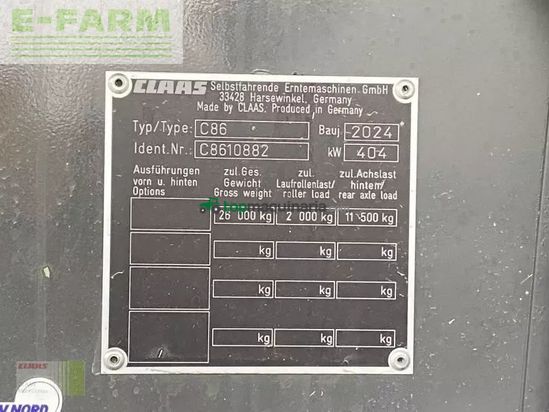 E-FARM
CLAAS Selbstfahrende Erntemaschinen GmbH
33428 Harsewinkel, Germany
Made by CLAAS. Produced in Germany
Typ/Type: C86 Bauj. 2024
Ident.Nr.: C8610882 kW 404
Ausführungen vorn u. hinten Options
zul.Ges. Gewicht Gross weight
zul. Laufrollenlast/ roller load
zul.Achslast hinten/ rear axle load
topmaquinaria
26 000 kg 2 000 kg 11 500 kg
kg kg kg
kg kg kg
kg kg kg
CLAAS
NORD